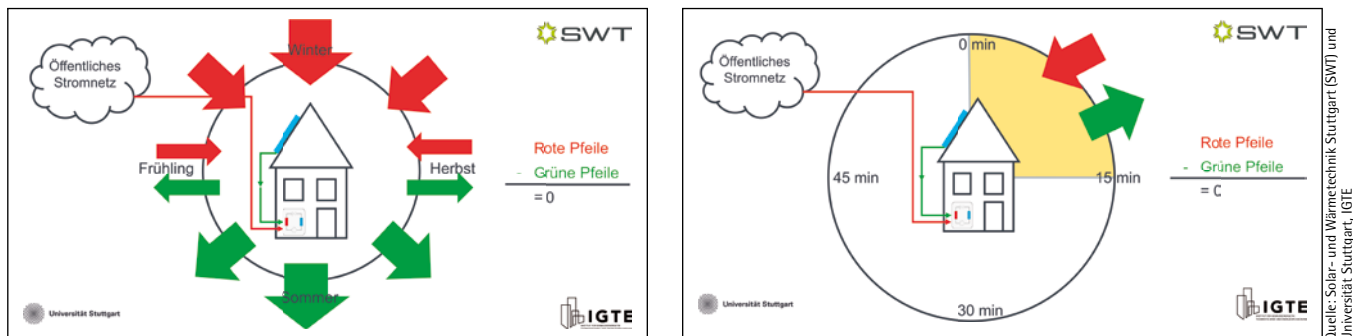 Winter
SWT
Öffentliches
Stromnetz
Frühling
Herbst
Rote Pfeile
- Grüne Pfeile
= 0
Sommer
Universität Stuttgart
IGTE
0 min
SWT
Öffentliches
Stromnetz
Rote Pfeile
- Grüne Pfeile
= 0
45 min
15 min
30 min
Universität Stuttgart
IGTE
Quelle: Solar- und Wärmetechnik Stuttgart (SWT) und
Universität Stuttgart, IGTE